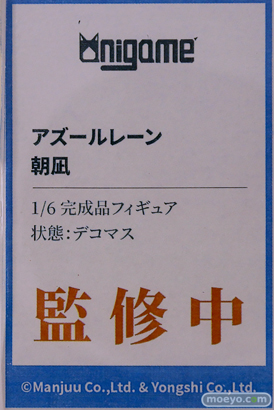 Onigame
アズールレーン
朝凪
1/6 完成品フィギュア
状態：デコマス
監修中
©Manjuu Co.,Ltd. & Yongshi Co.,Ltd.
moeyo.com